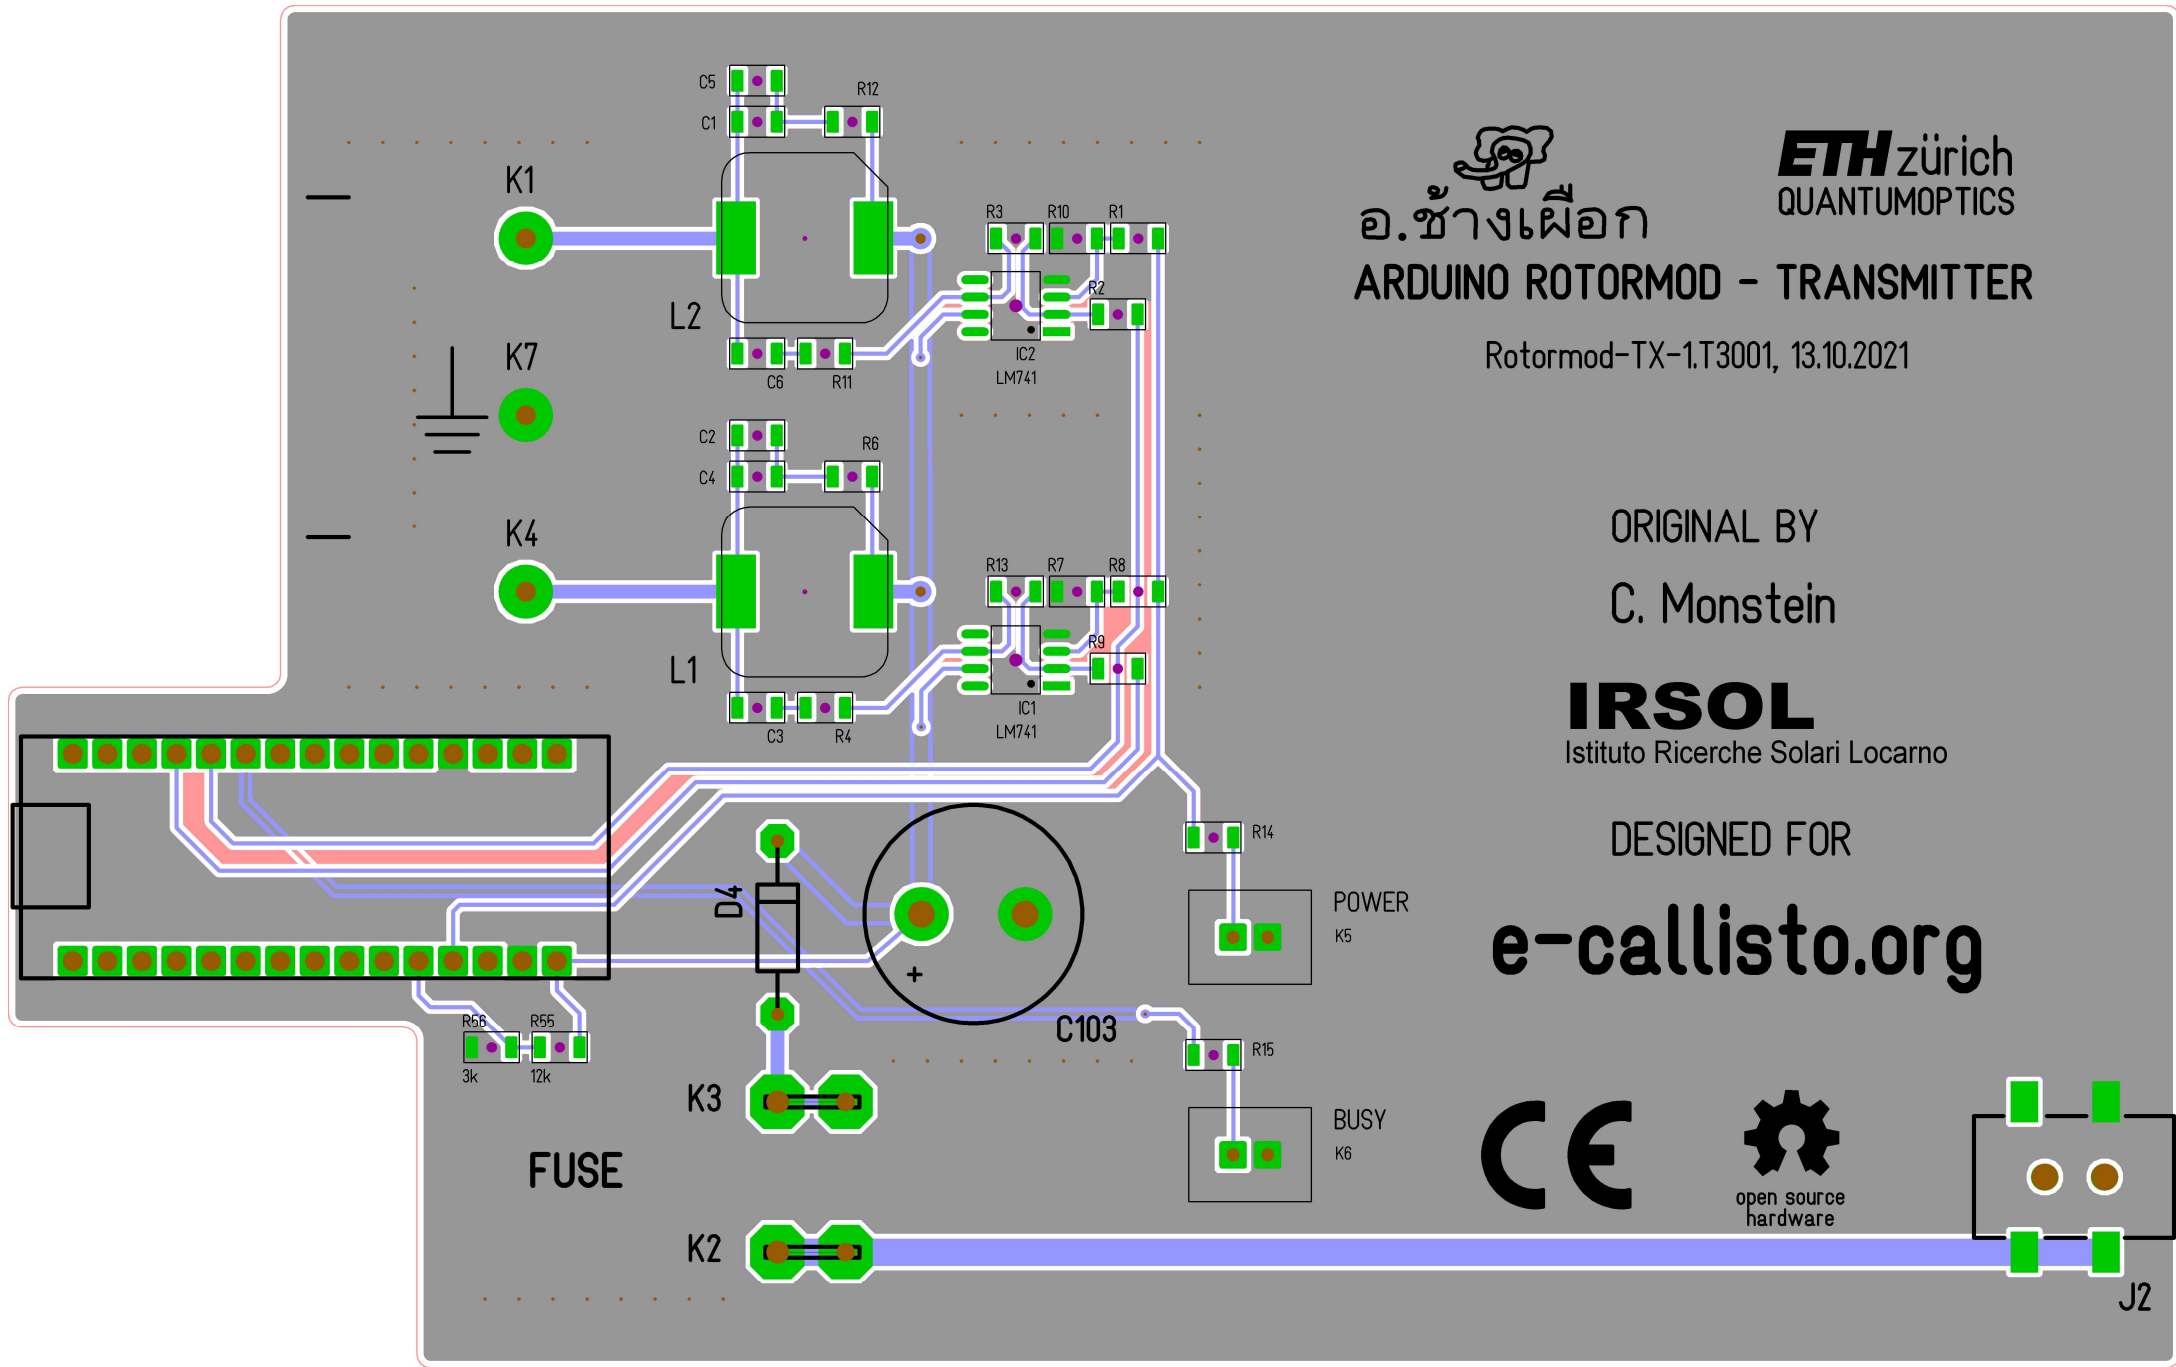 C5
R12
C1
K1
L2
R3
R10
R1
R2
IC2
LM741
C6
R11
ETH zürich
QUANTUMOPTICS
อ.ช้างเผือก
ARDUINO ROTORMOD - TRANSMITTER
Rotormod-TX-1.T3001, 13.10.2021
K7
C2
R6
C4
K4
L1
R13
R7
R8
R9
IC1
LM741
C3
R4
ORIGINAL BY
C. Monstein
IRSOL
Istituto Ricerche Solari Locarno
DESIGNED FOR
e-callisto.org
R14
POWER
K5
D4
+
C103
R56
R55
3k
12k
R15
BUSY
K6
K3
FUSE
K2
CE
open source
hardware
J2